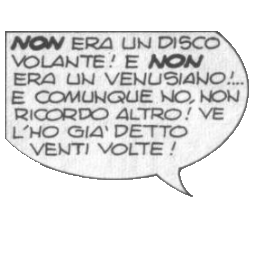 NON ERA UN DISCO
VOLANTE! E NON
ERA UN VENUSIANO!...
E COMUNQUE NO, NON
RICORDO ALTRO! VE
L'HO GIA' DETTO
VENTI VOLTE!